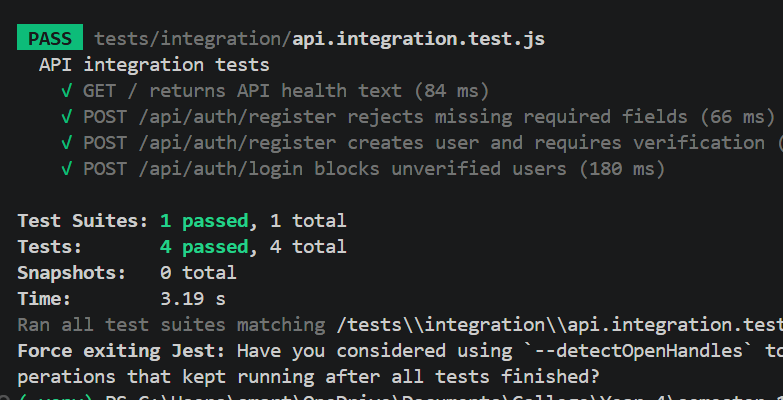 PASS tests/integration/api.integration.test.js
API integration tests
√ GET / returns API health text (84 ms)
√ POST /api/auth/register rejects missing required fields (66 ms)
√ POST /api/auth/register creates user and requires verification (
√ POST /api/auth/login blocks unverified users (180 ms)
Test Suites: 1 passed, 1 total
Tests: 4 passed, 4 total
Snapshots: 0 total
Time: 3.19 s
Ran all test suites matching /tests\\integration\\api.integration.test
Force exiting Jest: Have you considered using `--detectOpenHandles` to
perations that kept running after all tests finished?